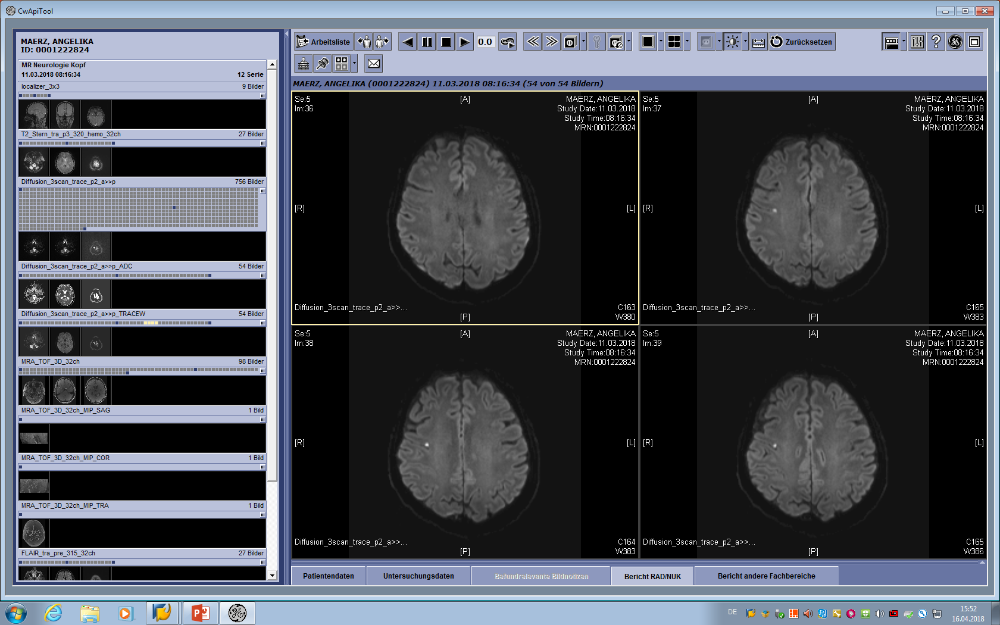 CwApiTool
MAERZ, ANGELIKA
ID: 0001222824
MR Neurologie Kopf
11.03.2018 08:16:34 12 Serie
localizer_3x3 9 Bilder
T2_Stern_tra_p3_320_hemo_32ch 27 Bilder
Diffusion_3scan_trace_p2_a>>p 756 Bilder
Diffusion_3scan_trace_p2_a>>p_ADC 54 Bilder
Diffusion_3scan_trace_p2_a>>p_TRACEW 54 Bilder
MRA_TOF_3D_32ch 98 Bilder
MRA_TOF_3D_32ch_MIP_SAG 1 Bild
MRA_TOF_3D_32ch_MIP_COR 1 Bild
MRA_TOF_3D_32ch_MIP_TRA 1 Bild
FLAIR_tra_pre_315_32ch 27 Bilder
Arbeitsliste 0.0 Zurücksetzen
MAERZ, ANGELIKA (0001222824) 11.03.2018 08:16:34 (54 von 54 Bildern)
Se:5 [A] MAERZ, ANGELIKA
Im:36 Study Date:11.03.2018
Study Time:08:16:34
MRN:0001222824
[R] [L]
Diffusion_3scan_trace_p2_a>>... C163
[P] W380
Se:5 [A] MAERZ, ANGELIKA
Im:37 Study Date:11.03.2018
Study Time:08:16:34
MRN:0001222824
[R] [L]
Diffusion_3scan_trace_p2_a>>... C165
[P] W383
Se:5 [A] MAERZ, ANGELIKA
Im:38 Study Date:11.03.2018
Study Time:08:16:34
MRN:0001222824
[R] [L]
Diffusion_3scan_trace_p2_a>>... C164
[P] W383
Se:5 [A] MAERZ, ANGELIKA
Im:39 Study Date:11.03.2018
Study Time:08:16:34
MRN:0001222824
[R] [L]
Diffusion_3scan_trace_p2_a>>... C165
[P] W386
Patientendaten Untersuchungsdaten Befundrelevante Bildnotizen Bericht RAD/NUK Bericht andere Fachbereiche
DE 15:52
16.04.2018